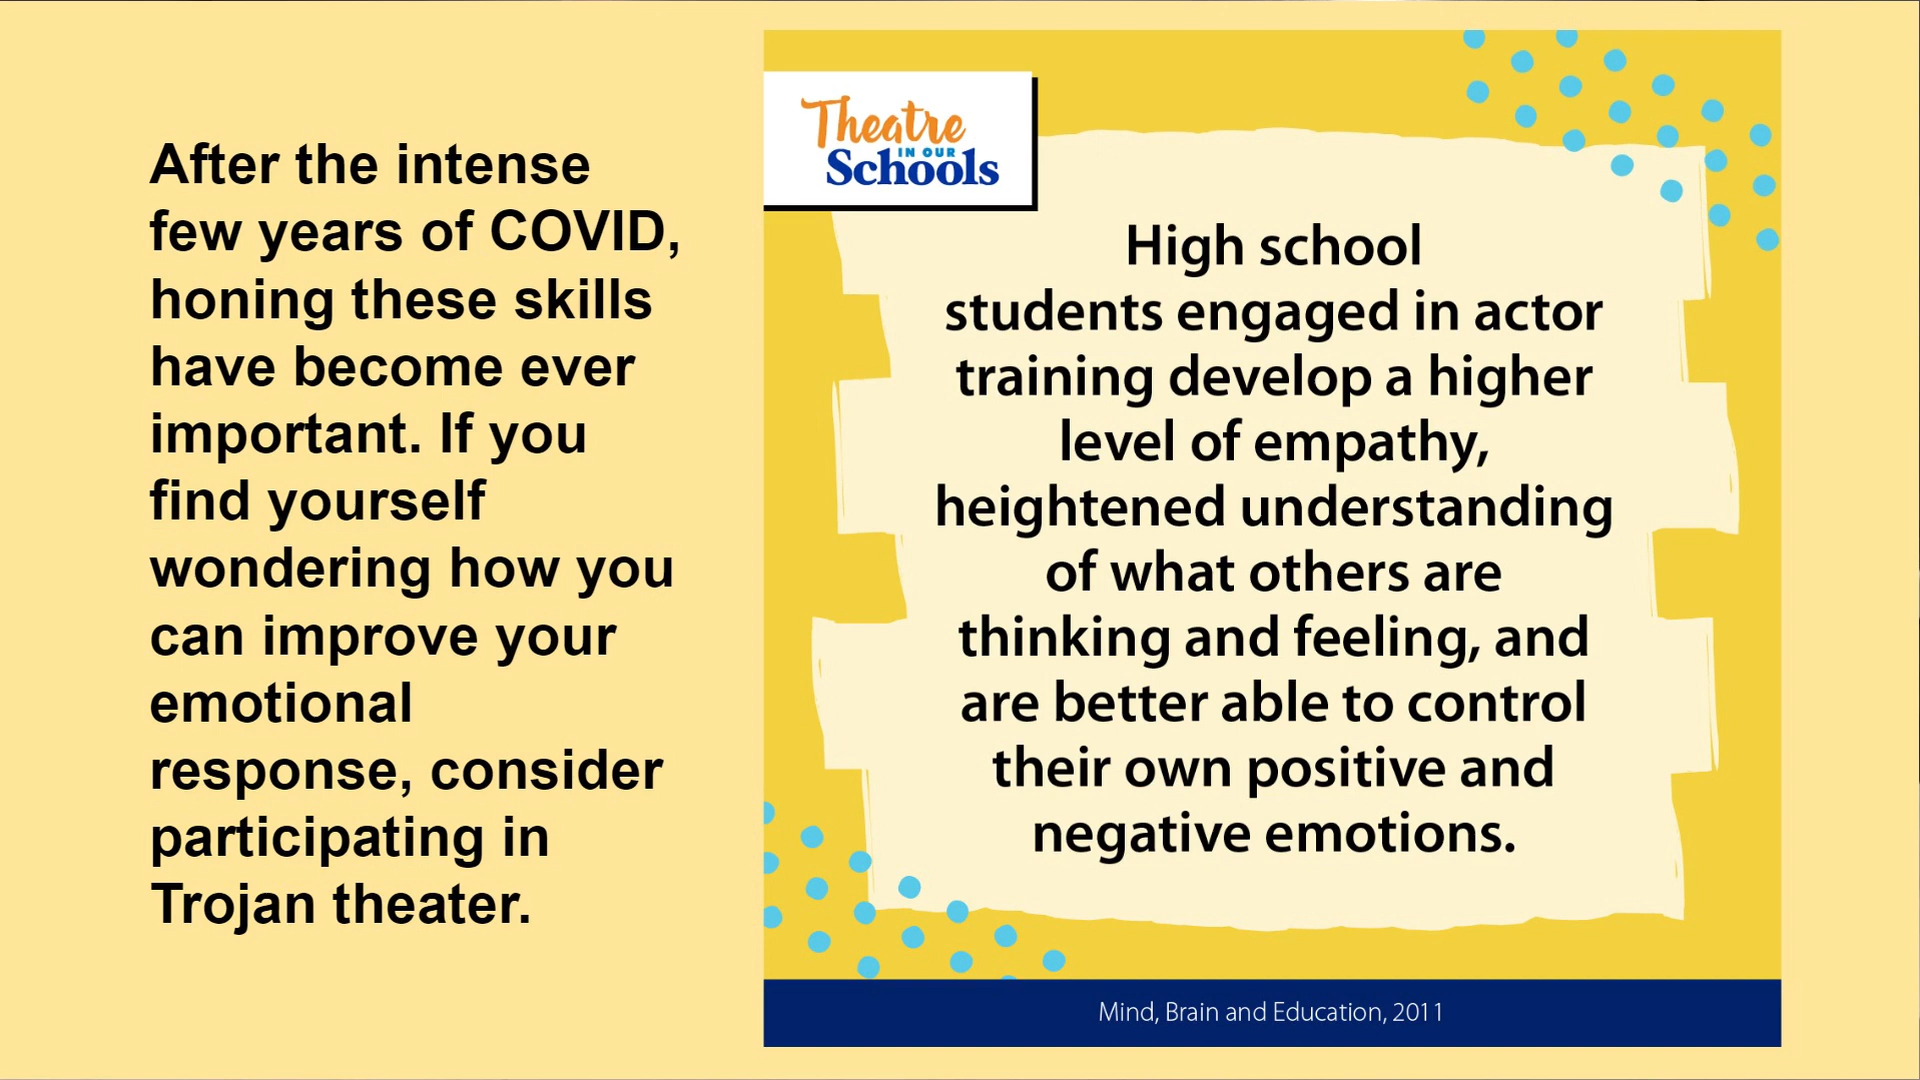 After the intense
few years of COVID,
honing these skills
have become ever
important. If you
find yourself
wondering how you
can improve your
emotional
response, consider
participating in
Trojan theater.
Theatre
IN OUR
Schools
High school
students engaged in actor
training develop a higher
level of empathy,
heightened understanding
of what others are
thinking and feeling, and
are better able to control
their own positive and
negative emotions.
Mind, Brain and Education, 2011